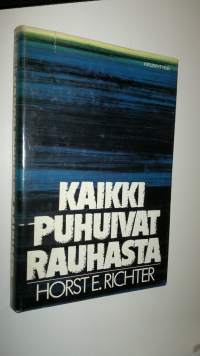 KAIKKI
PUHUIVAT
RAUHASTA
HORST E. RICHTER